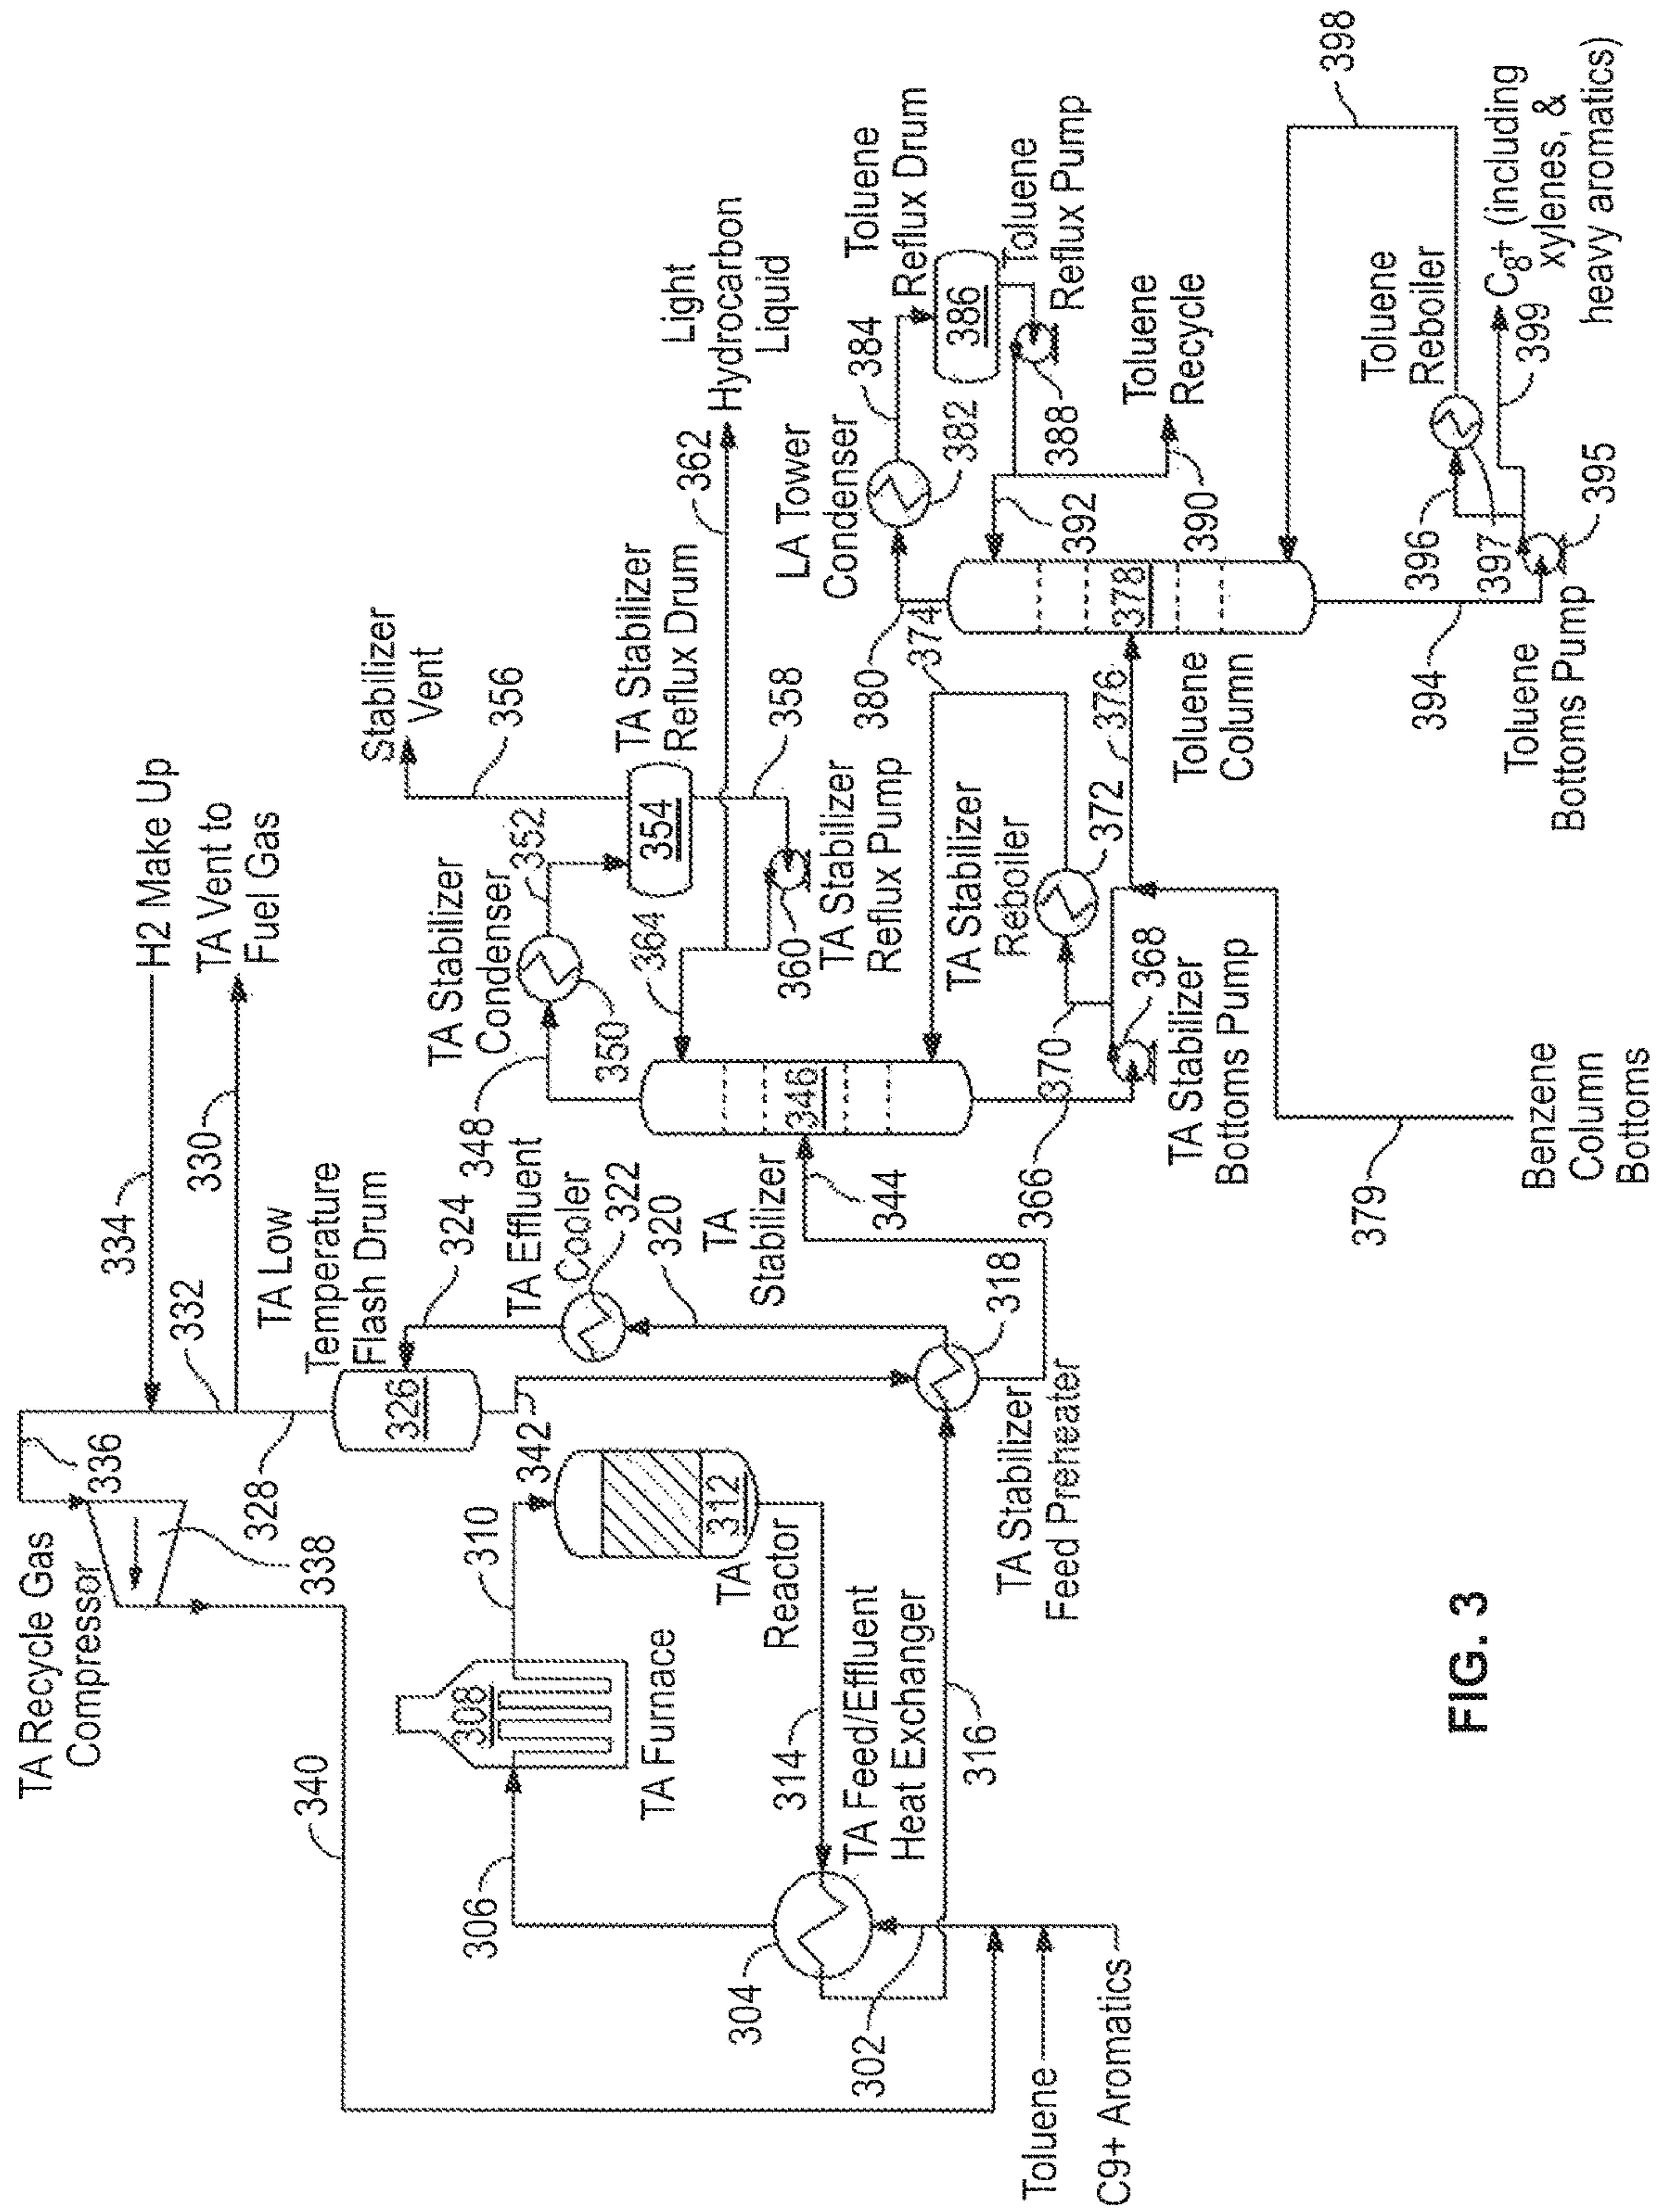 TA Recycle Gas
Compressor
340
338
336
334
H2 Make Up
332
330
TA Vent to
Fuel Gas
328
TA Low
Temperature
Flash Drum
326
324
342
TA Effluent
Cooler
322
320
310
308
TA Furnace
306
312
TA
Reactor
314
TA Feed/Effluent
Heat Exchanger
304
316
302
Toluene
C9+ Aromatics
TA Stabilizer
Feed Preheater
318
344
TA
Stabilizer
346
348
TA Stabilizer
Condenser
350
352
Stabilizer
Vent
356
TA Stabilizer
Reflux Drum
354
358
360
TA Stabilizer
Reflux Pump
364
362
Light
Hydrocarbon
Liquid
366
368
TA Stabilizer
Bottoms Pump
370
TA Stabilizer
Reboiler
372
374
376
379
Benzene
Column
Bottoms
Toluene
Column
378
380
LA Tower
Condenser
382
384
Toluene
Reflux Drum
386
Toluene
Reflux Pump
388
392
390
Toluene
Recycle
394
Toluene
Bottoms Pump
395
396
397
Toluene
Reboiler
398
399
C8+ (including
xylenes, &
heavy aromatics)
FIG. 3